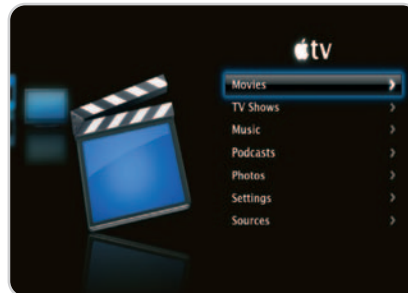 tv
Movies
TV Shows
Music
Podcasts
Photos
Settings
Sources